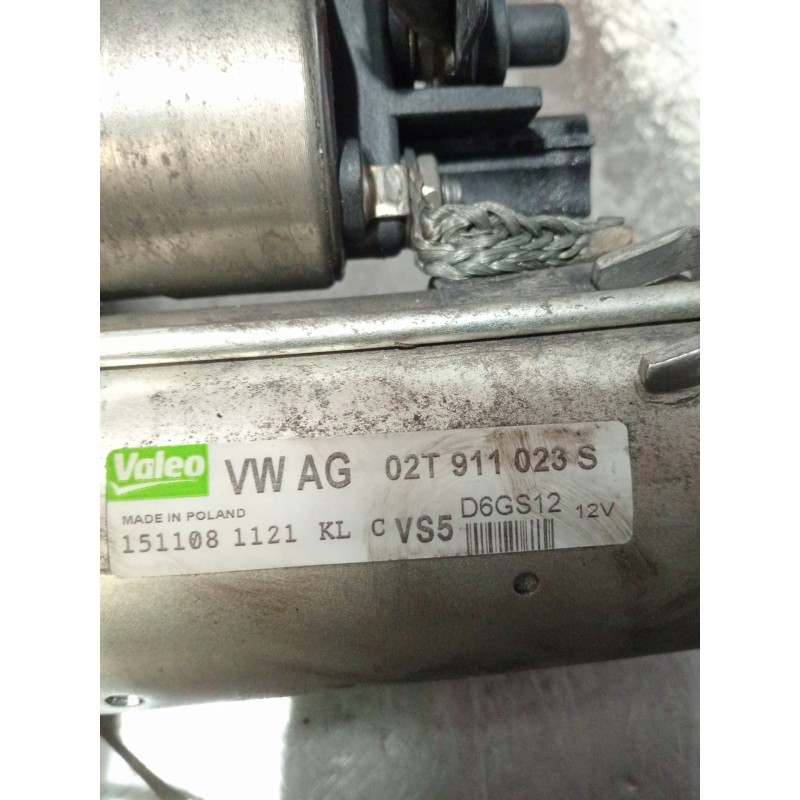 Valeo VW AG 02T 911 023 S
MADE IN POLAND D6GS12 12V
151108 1121 KL C VS5